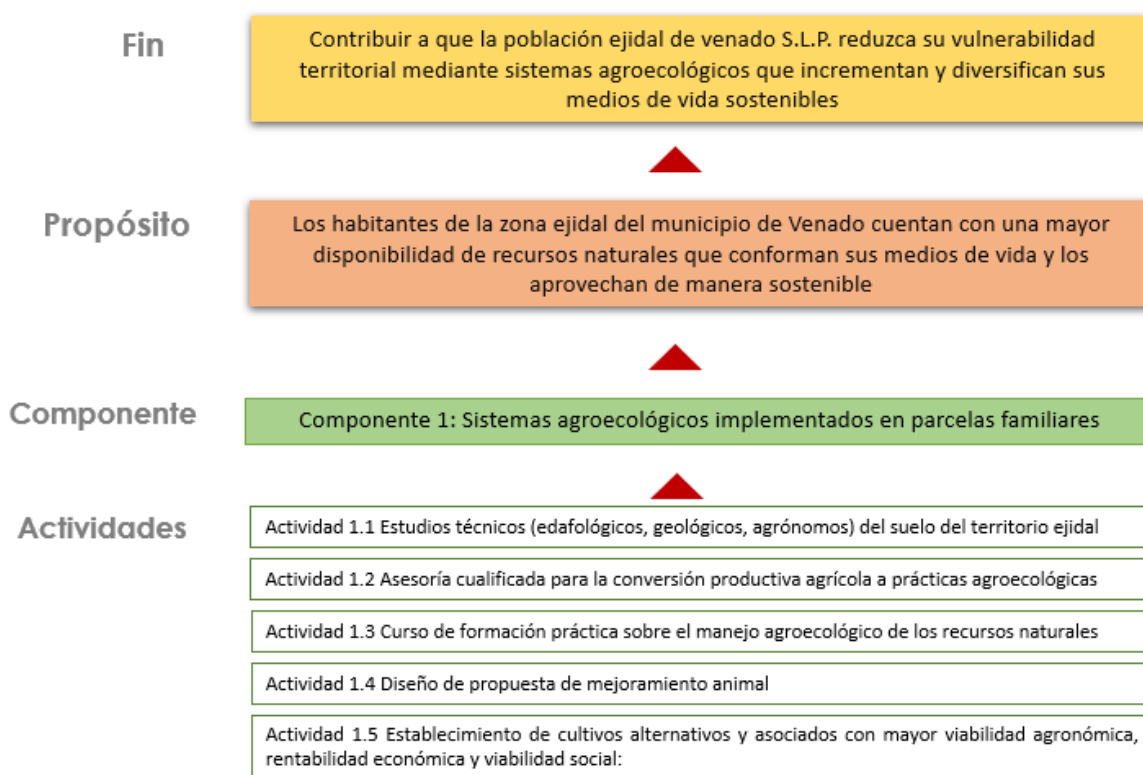 Fin
Contribuir a que la población ejidal de venado S.L.P. reduzca su vulnerabilidad
territorial mediante sistemas agroecológicos que incrementan y diversifican sus
medios de vida sostenibles
Propósito
Los habitantes de la zona ejidal del municipio de Venado cuentan con una mayor
disponibilidad de recursos naturales que conforman sus medios de vida y los
aprovechan de manera sostenible
Componente
Componente 1: Sistemas agroecológicos implementados en parcelas familiares
Actividades
Actividad 1.1 Estudios técnicos (edafológicos, geológicos, agrónomos) del suelo del territorio ejidal
Actividad 1.2 Asesoría cualificada para la conversión productiva agrícola a prácticas agroecológicas
Actividad 1.3 Curso de formación práctica sobre el manejo agroecológico de los recursos naturales
Actividad 1.4 Diseño de propuesta de mejoramiento animal
Actividad 1.5 Establecimiento de cultivos alternativos y asociados con mayor viabilidad agronómica,
rentabilidad económica y viabilidad social: